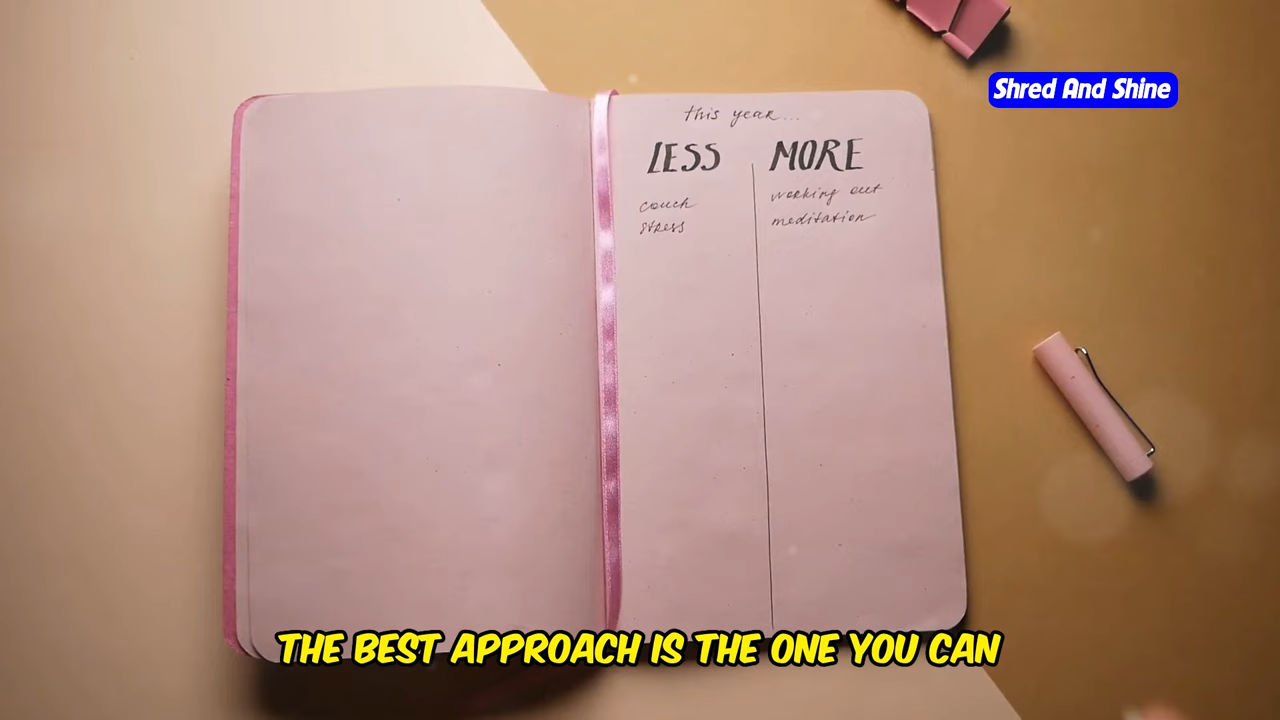 Shred And Shine
this year...
LESS MORE
couch working out
stress meditation
THE BEST APPROACH IS THE ONE YOU CAN